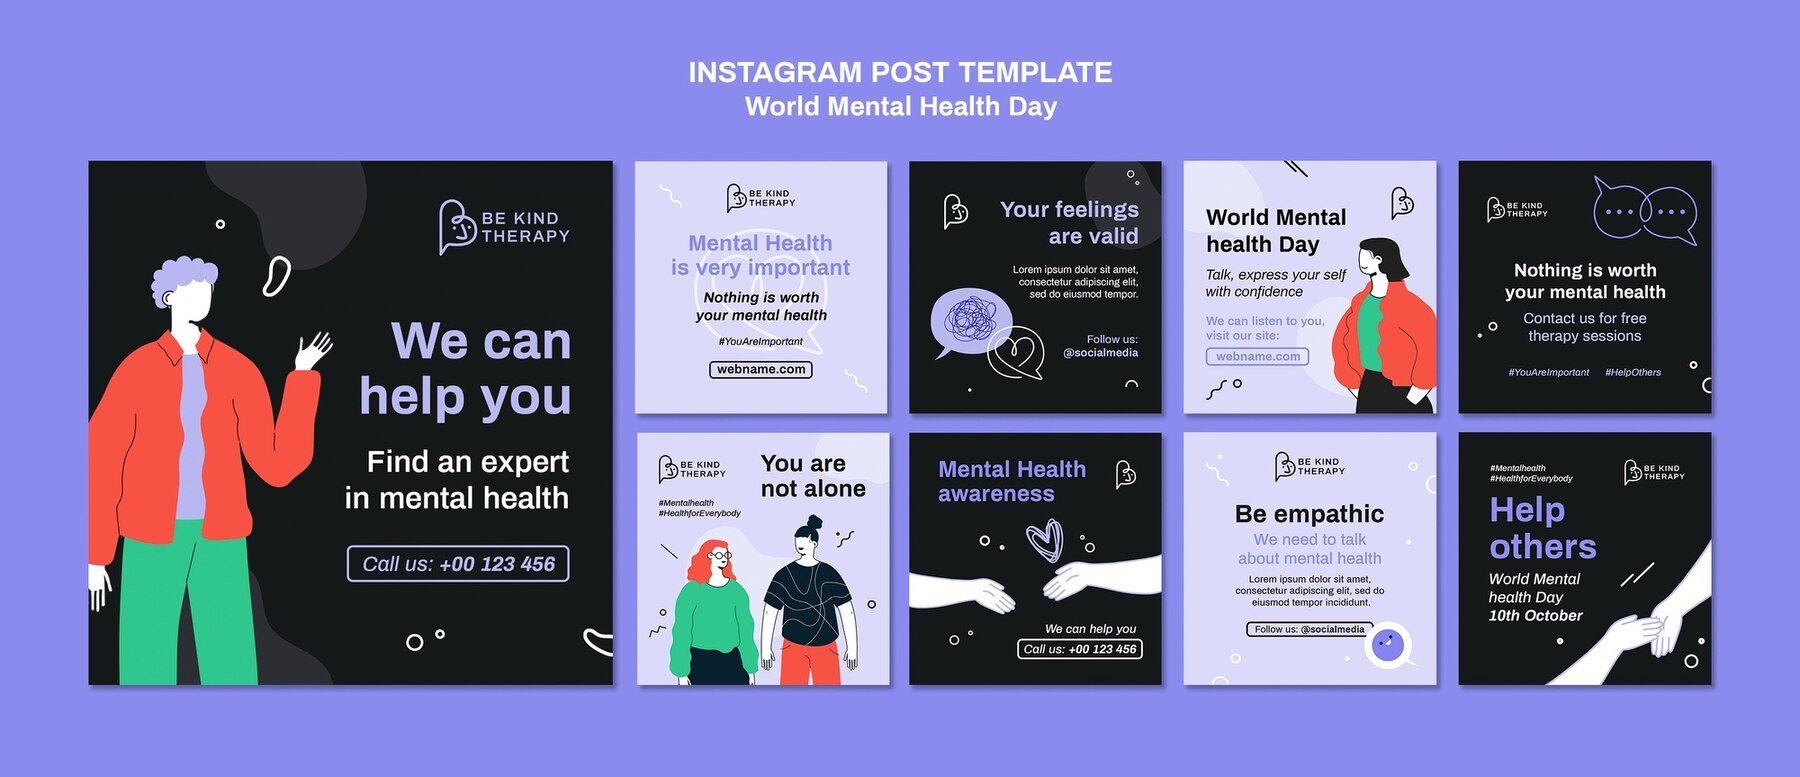 INSTAGRAM POST TEMPLATE
World Mental Health Day
BE KIND
THERAPY
We can
help you
Find an expert
in mental health
Call us: +00 123 456
BE KIND
THERAPY
Mental Health
is very important
Nothing is worth
your mental health
#YouAreImportant
webname.com
Your feelings
are valid
Lorem ipsum dolor sit amet,
consectetur adipiscing elit,
sed do eiusmod tempor.
Follow us:
@socialmedia
World Mental
health Day
Talk, express your self
with confidence
We can listen to you,
visit our site:
webname.com
BE KIND
THERAPY
Nothing is worth
your mental health
Contact us for free
therapy sessions
#YouAreImportant #HelpOthers
BE KIND
THERAPY
You are
not alone
#Mentalhealth
#HealthforEverybody
Mental Health
awareness
We can help you
Call us: +00 123 456
BE KIND
THERAPY
Be empathic
We need to talk
about mental health
Lorem ipsum dolor sit amet,
consectetur adipiscing elit, sed do
eiusmod tempor incididunt.
Follow us: @socialmedia
#Mentalhealth
#HealthforEverybody
BE KIND
THERAPY
Help
others
World Mental
health Day
10th October